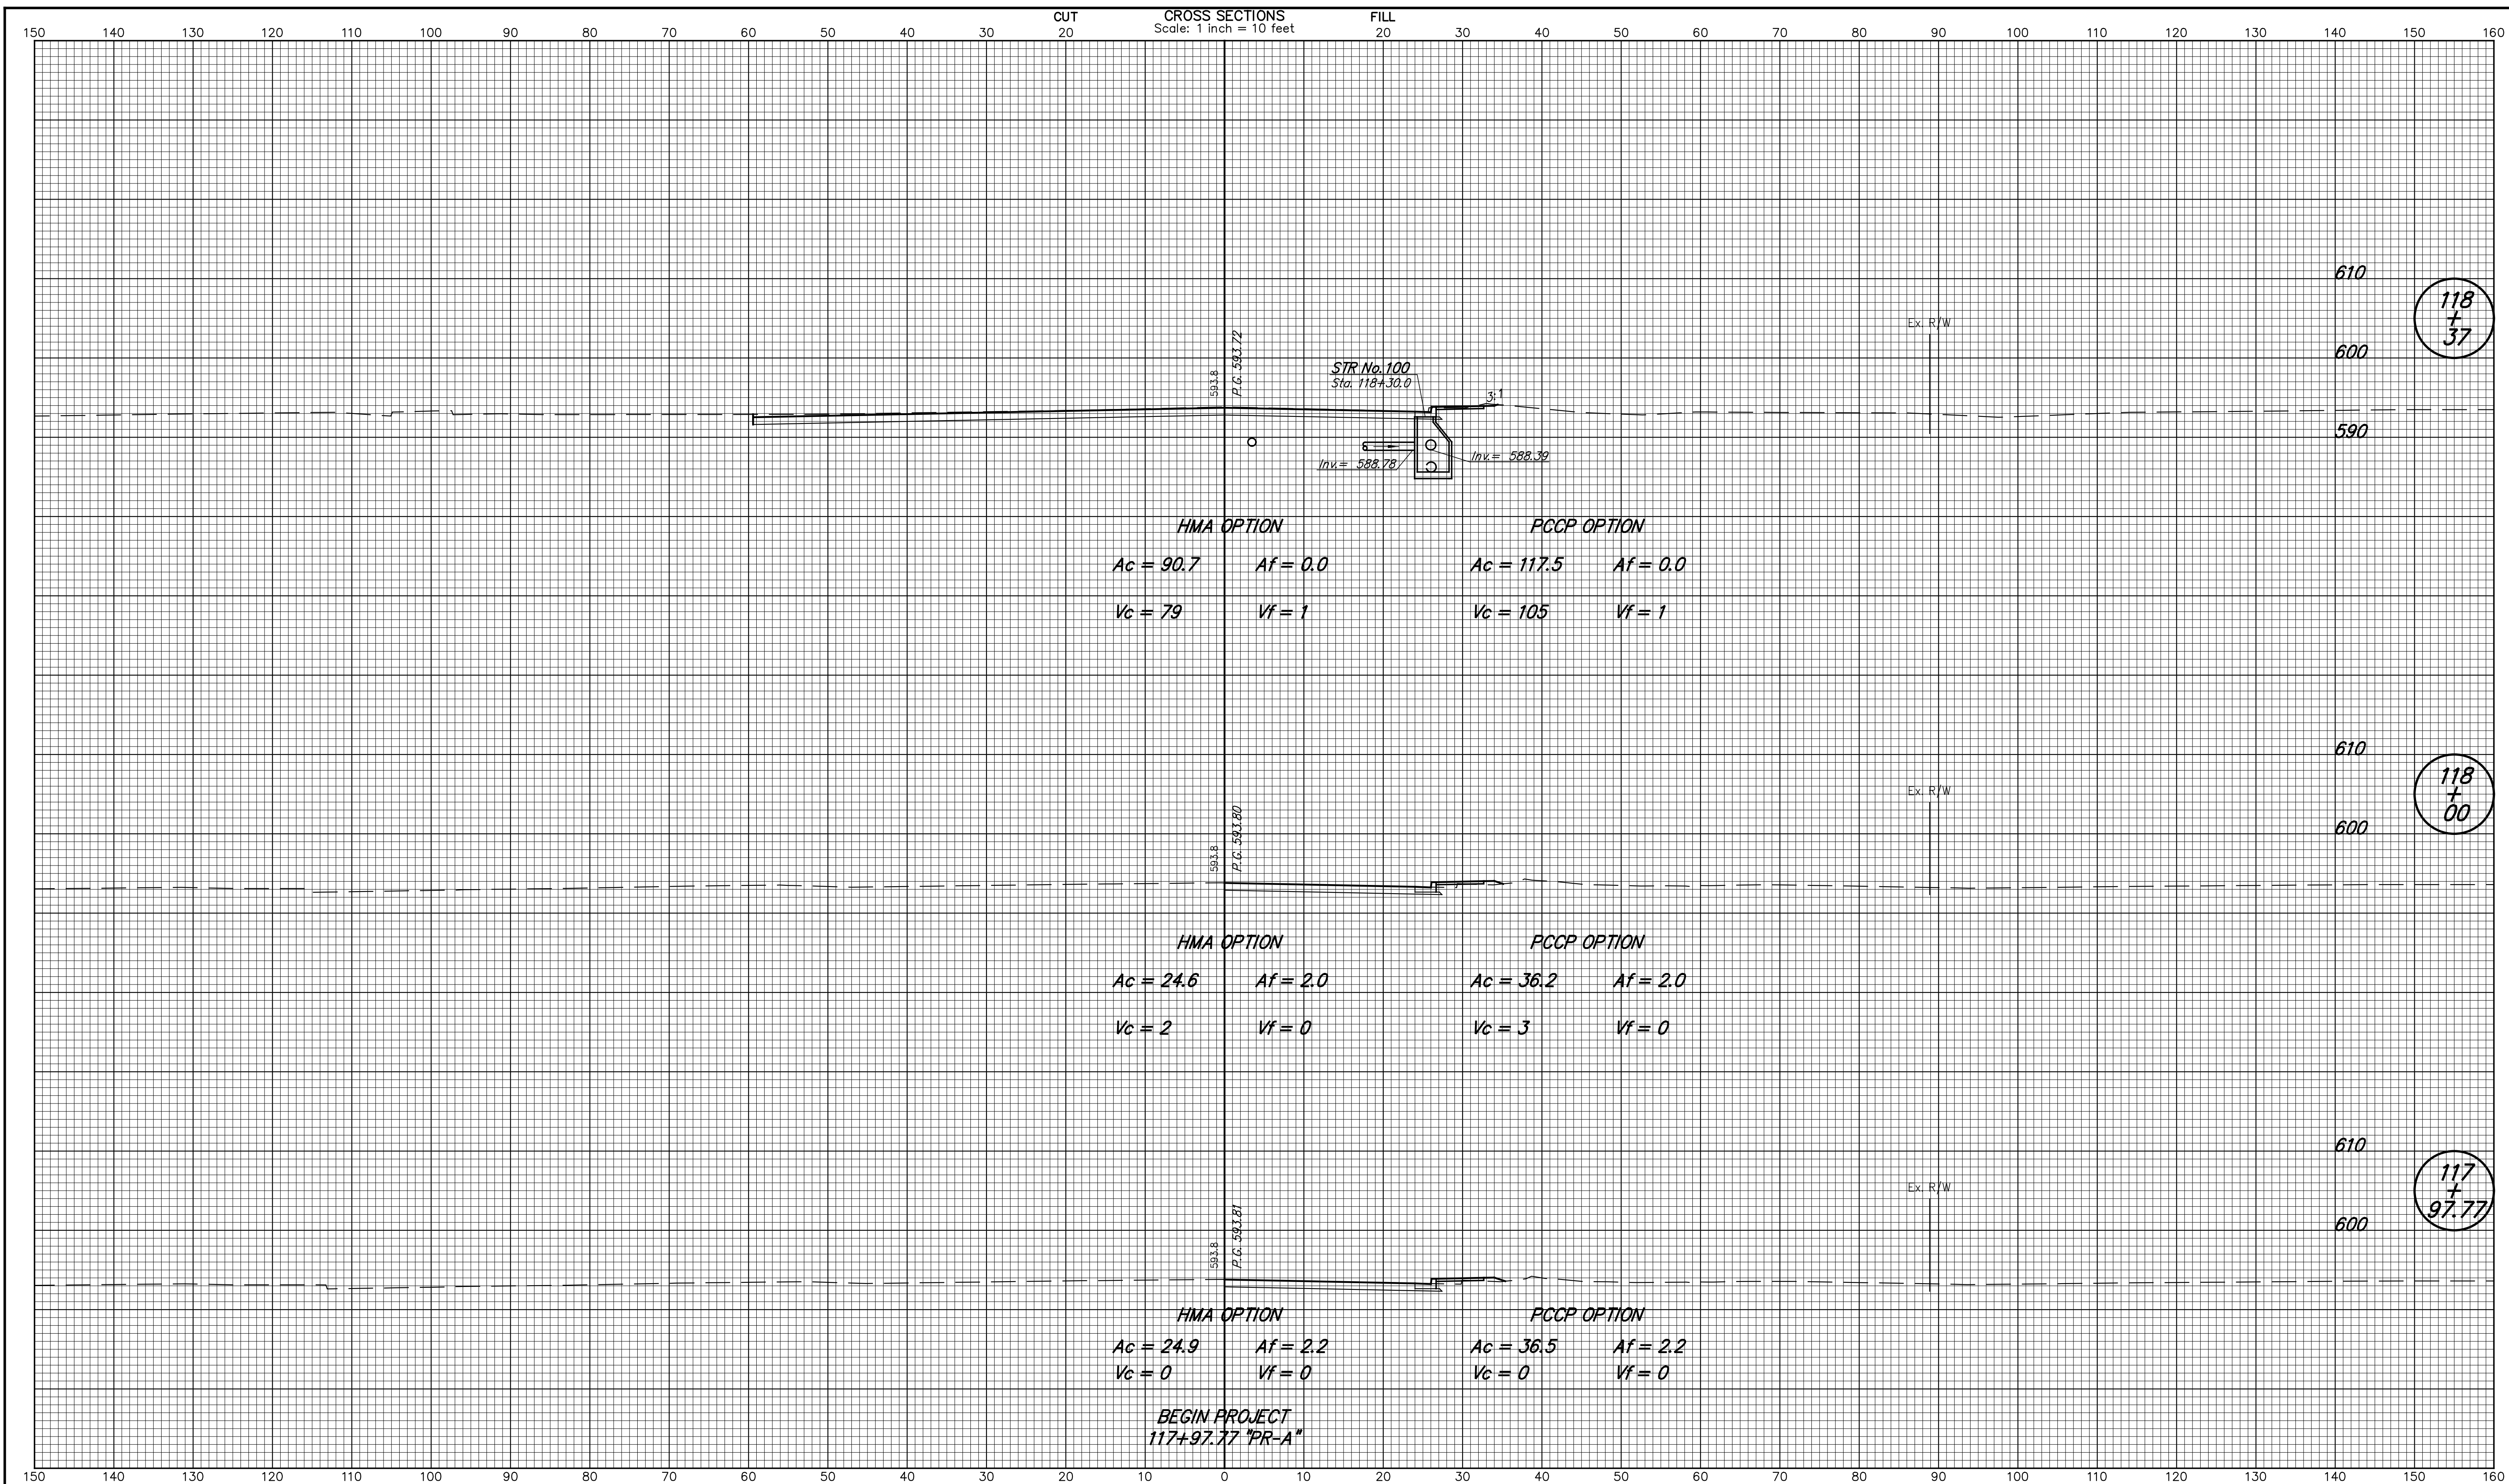 CUT CROSS SECTIONS FILL
Scale: 1 inch = 10 feet
150 140 130 120 110 100 90 80 70 60 50 40 30 20 20 30 40 50 60 70 80 90 100 110 120 130 140 150 160
610
118
+
37
Ex. R/W
600
593.8
P.G. 593.72
STR No. 100
Sta. 118+30.0
3:1
590
Inv.= 588.78
Inv.= 588.39
HMA OPTION PCCP OPTION
Ac = 90.7 Af = 0.0 Ac = 117.5 Af = 0.0
Vc = 79 Vf = 1 Vc = 105 Vf = 1
610
118
+
00
Ex. R/W
600
593.8
P.G. 593.80
HMA OPTION PCCP OPTION
Ac = 24.6 Af = 2.0 Ac = 36.2 Af = 2.0
Vc = 2 Vf = 0 Vc = 3 Vf = 0
610
117
+
97.77
Ex. R/W
600
593.8
P.G. 593.81
HMA OPTION PCCP OPTION
Ac = 24.9 Af = 2.2 Ac = 36.5 Af = 2.2
Vc = 0 Vf = 0 Vc = 0 Vf = 0
BEGIN PROJECT
117+97.77 "PR-A"
150 140 130 120 110 100 90 80 70 60 50 40 30 20 10 0 10 20 30 40 50 60 70 80 90 100 110 120 130 140 150 160